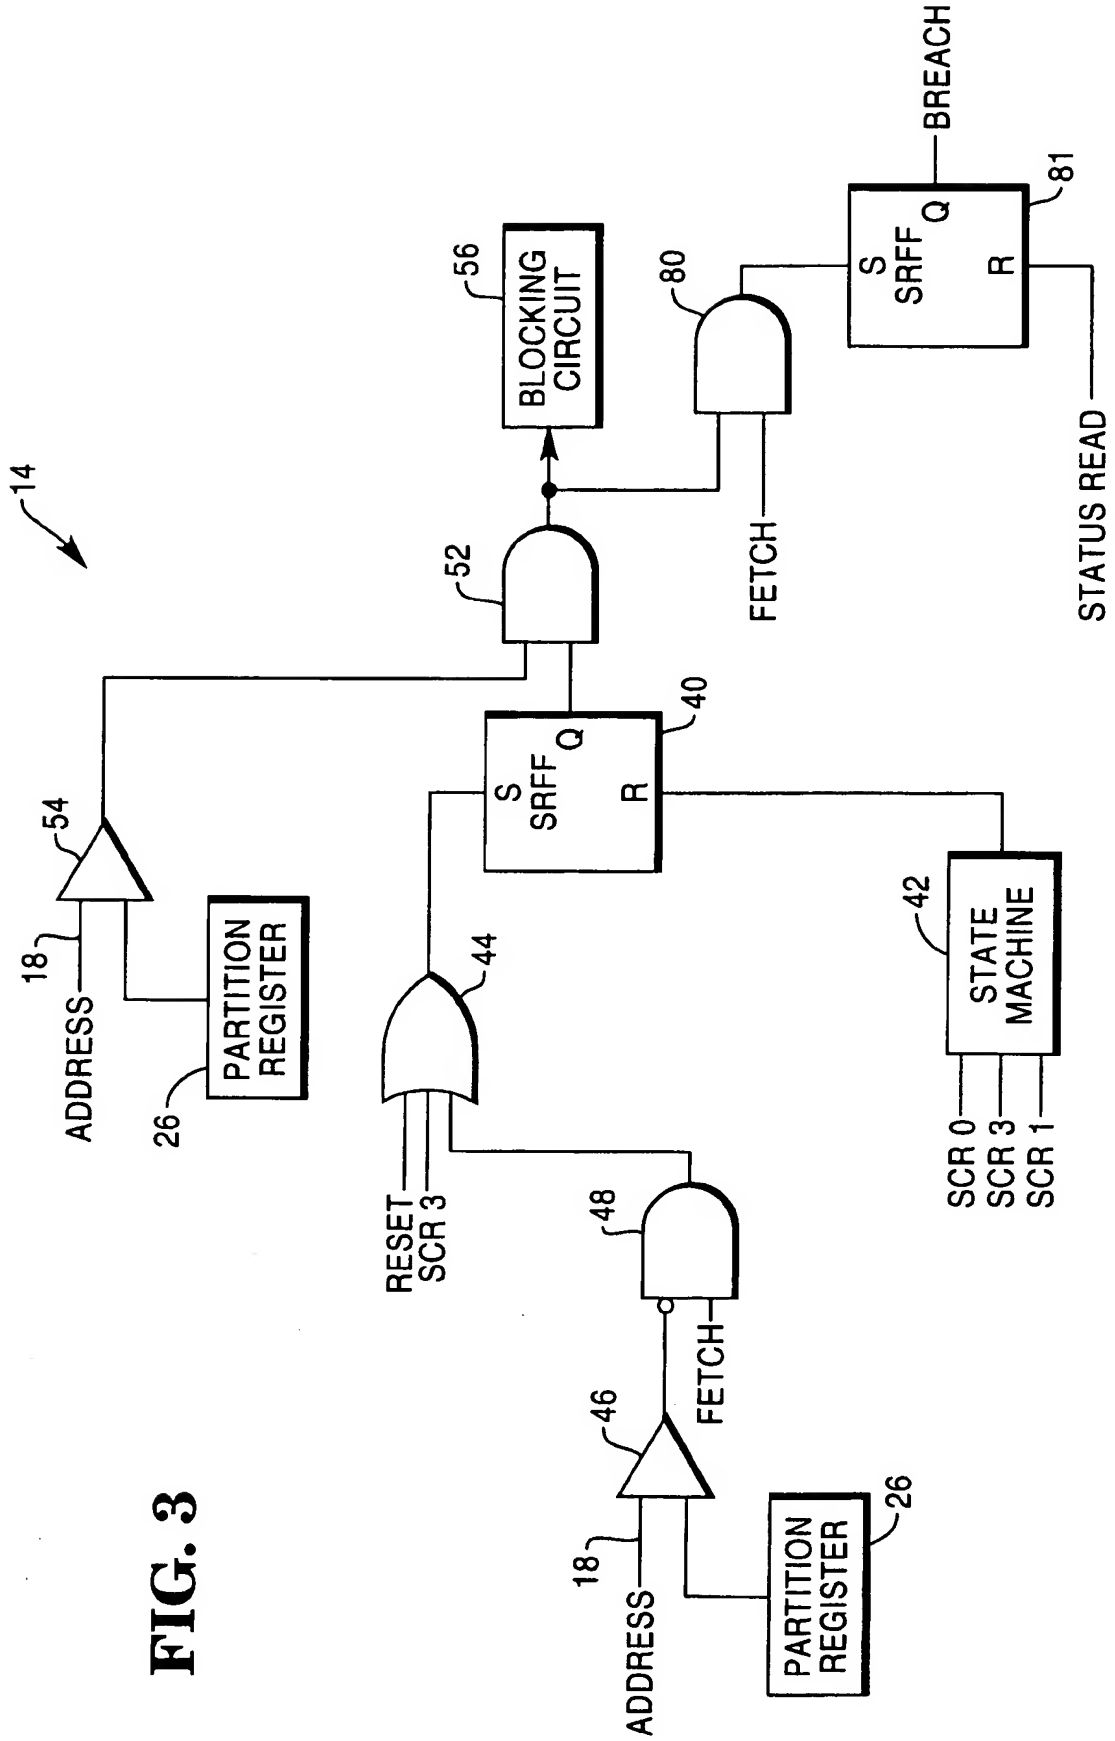 FIG. 3
14
ADDRESS
18
54
26
PARTITION
REGISTER
RESET
SCR 3
44
S
SRFF
Q
R
40
52
56
BLOCKING
CIRCUIT
ADDRESS
18
46
PARTITION
REGISTER
26
FETCH
48
SCR 0
SCR 3
SCR 1
42
STATE
MACHINE
FETCH
80
S
SRFF
Q
R
81
BREACH
STATUS READ